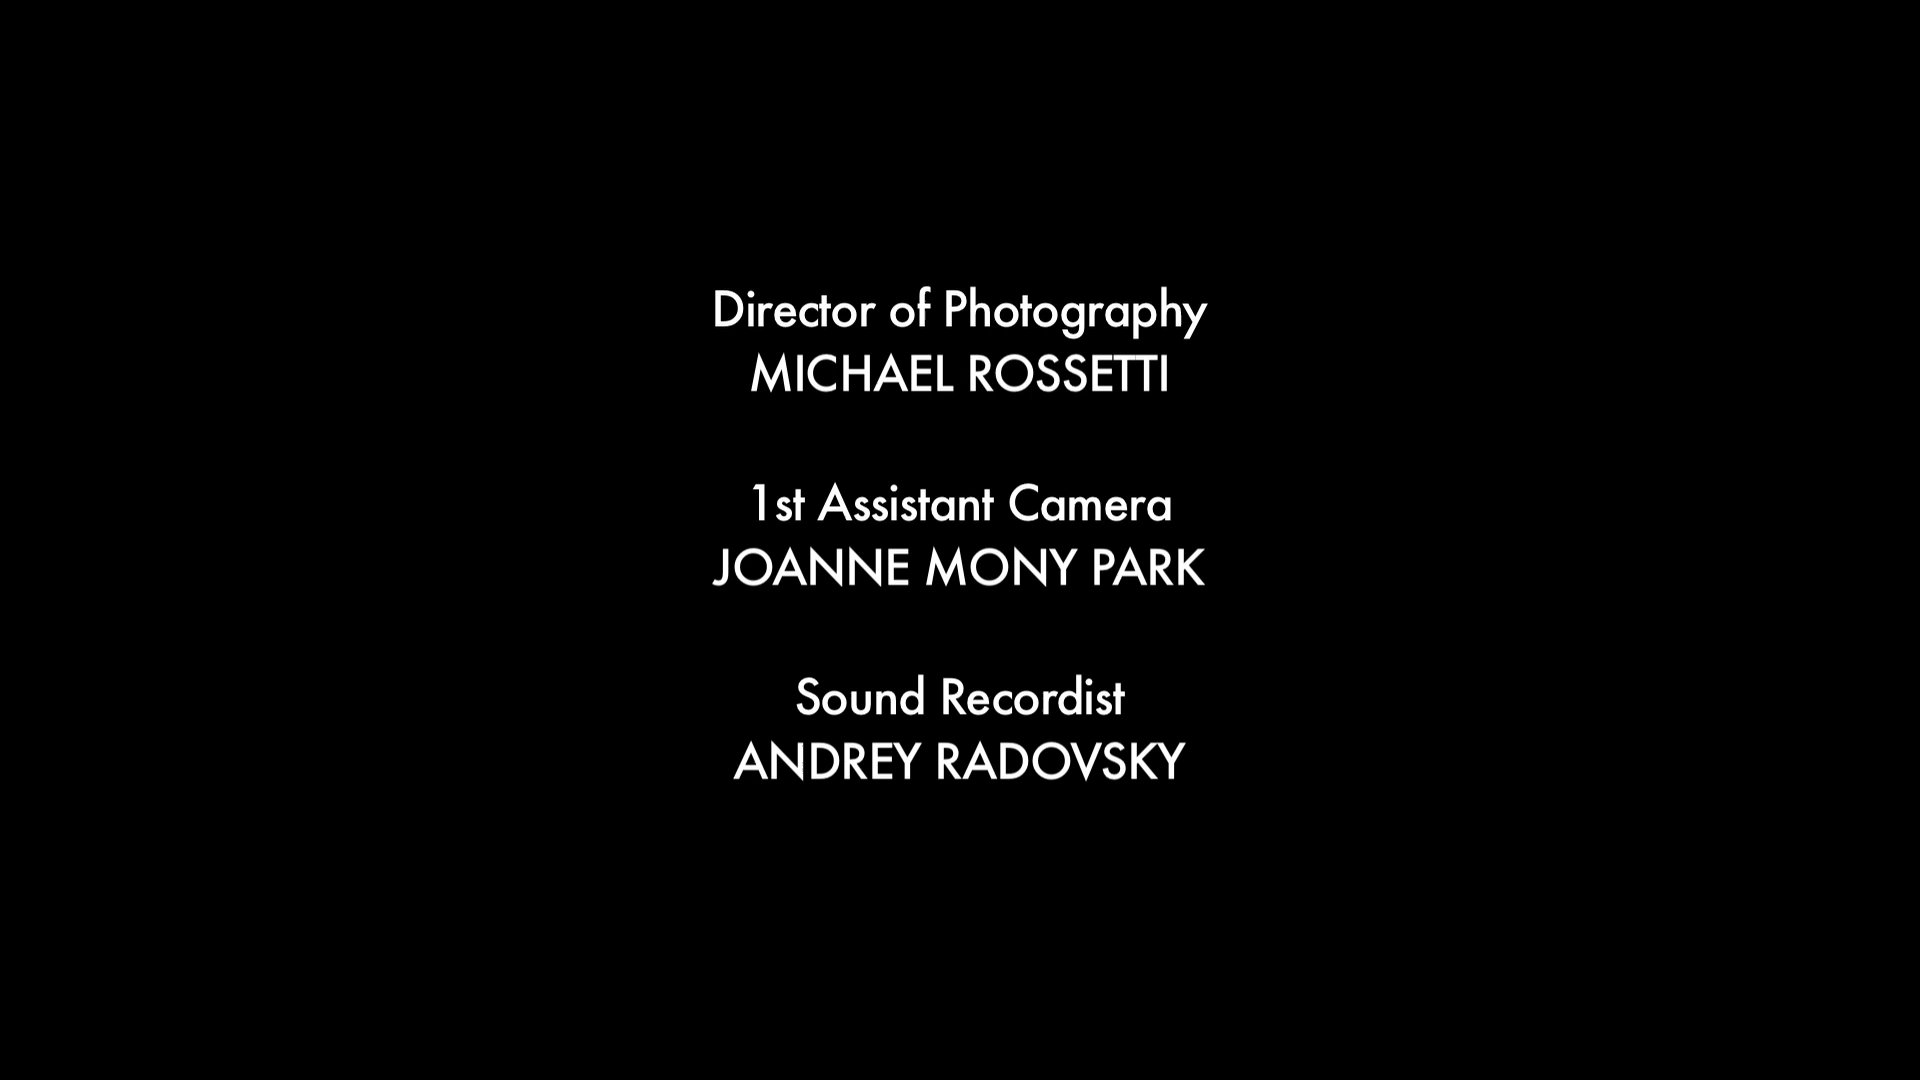 Director of Photography
MICHAEL ROSSETTI
1st Assistant Camera
JOANNE MONY PARK
Sound Recordist
ANDREY RADOVSKY